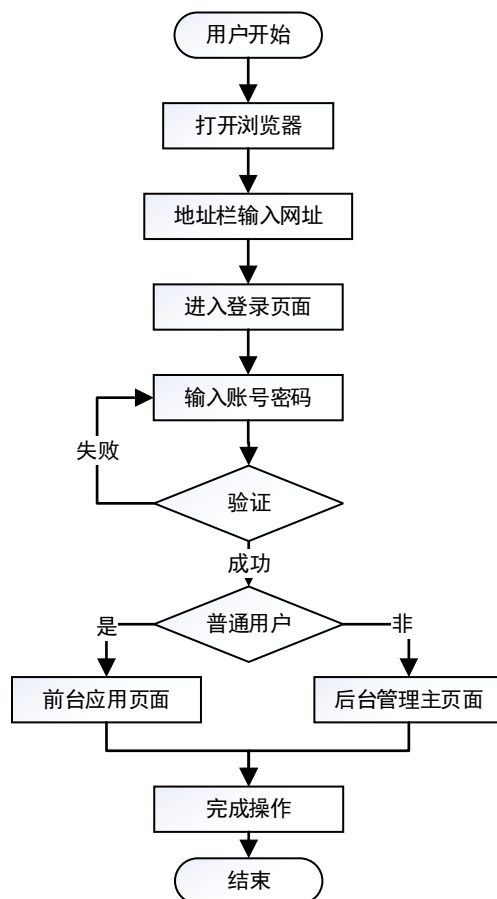 用户开始
打开浏览器
地址栏输入网址
进入登录页面
输入账号密码
失败
验证
成功
是
普通用户
非
前台应用页面
后台管理主页面
完成操作
结束